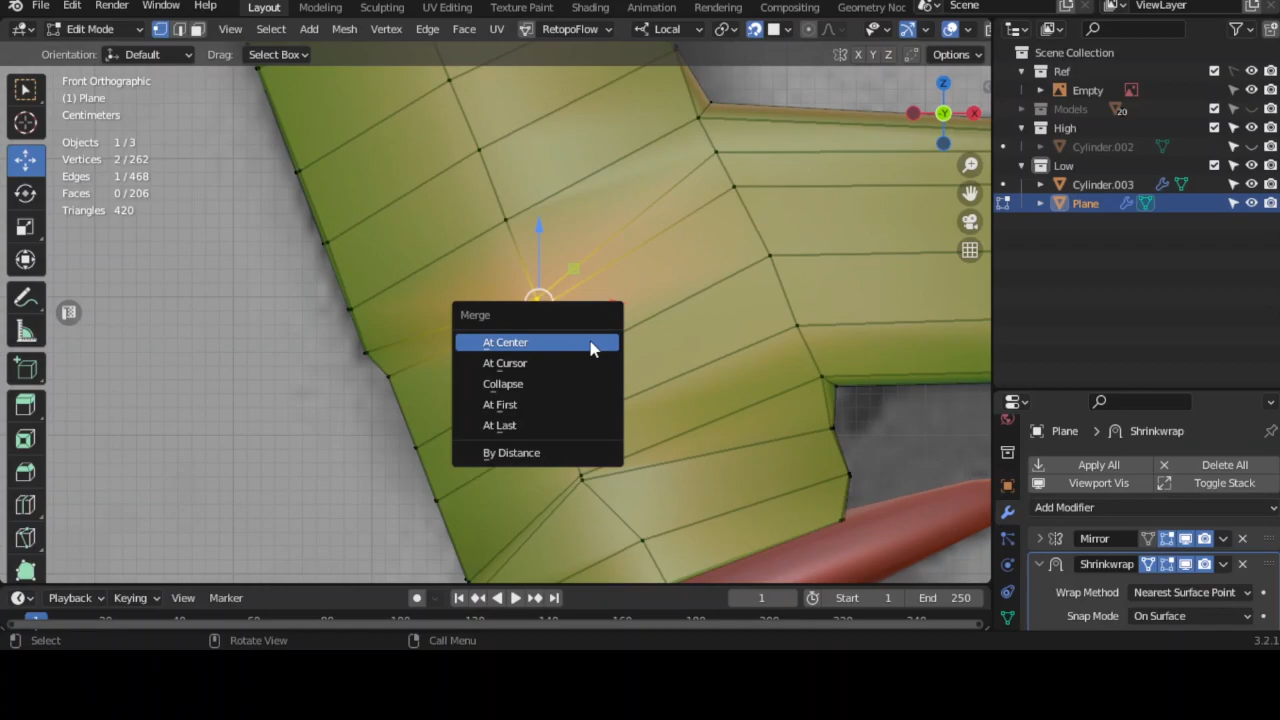 File Edit Render Window Help Layout Modeling Sculpting UV Editing Texture Paint Shading Animation Rendering Compositing Geometry Noc Scene ViewLayer
Edit Mode View Select Add Mesh Vertex Edge Face UV RetopoFlow Local
Orientation: Default Drag: Select Box X Y Z Options
Front Orthographic
(1) Plane
Centimeters
Objects 1/3
Vertices 2/262
Edges 1/468
Faces 0/206
Triangles 420
Z
-Y
X
Merge
At Center
At Cursor
Collapse
At First
At Last
By Distance
Scene Collection
Ref
Empty
Models 20
High
Cylinder.002
Low
Cylinder.003
Plane
Plane > Shrinkwrap
Apply All Delete All
Viewport Vis Toggle Stack
Add Modifier
Mirror
Shrinkwrap
Wrap Method Nearest Surface Point
Snap Mode On Surface
Playback Keying View Marker 1 Start 1 End 250
Select Rotate View Call Menu 3.2.1